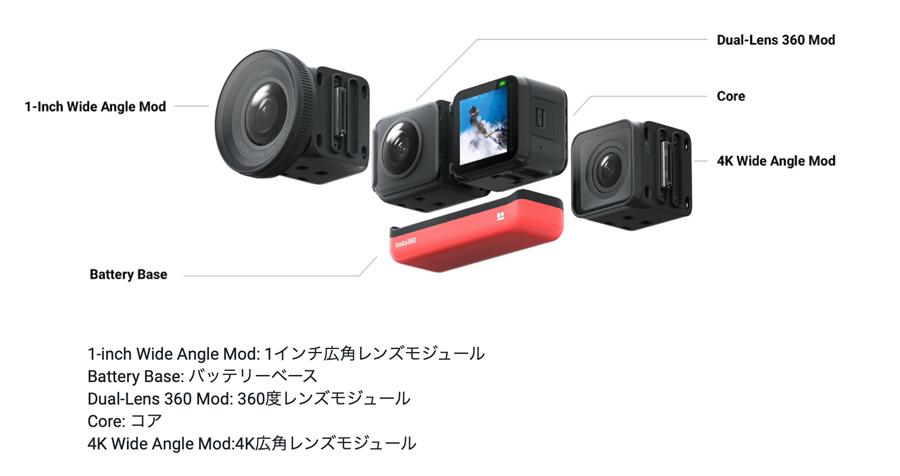 Dual-Lens 360 Mod
Core
1-Inch Wide Angle Mod
4K Wide Angle Mod
Insta360
Battery Base
1-inch Wide Angle Mod: 1インチ広角レンズモジュール
Battery Base: バッテリーベース
Dual-Lens 360 Mod: 360度レンズモジュール
Core: コア
4K Wide Angle Mod:4K広角レンズモジュール